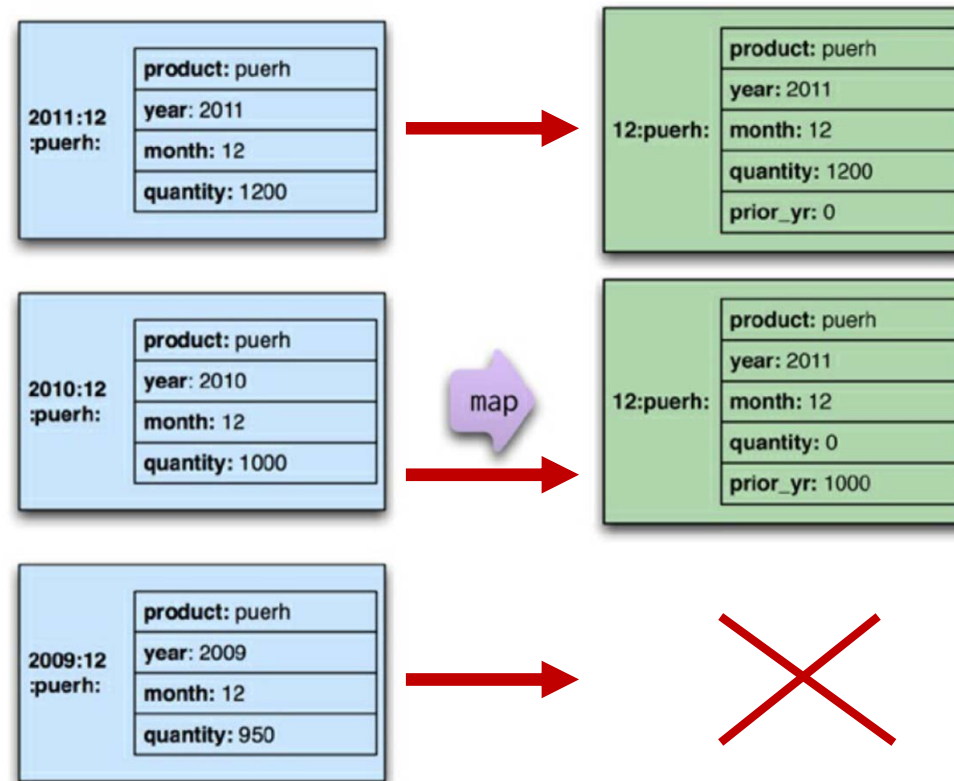 2011:12
:puerh:
product: puerh
year: 2011
month: 12
quantity: 1200
12:puerh:
product: puerh
year: 2011
month: 12
quantity: 1200
prior_yr: 0
2010:12
:puerh:
product: puerh
year: 2010
month: 12
quantity: 1000
map
12:puerh:
product: puerh
year: 2011
month: 12
quantity: 0
prior_yr: 1000
2009:12
:puerh:
product: puerh
year: 2009
month: 12
quantity: 950